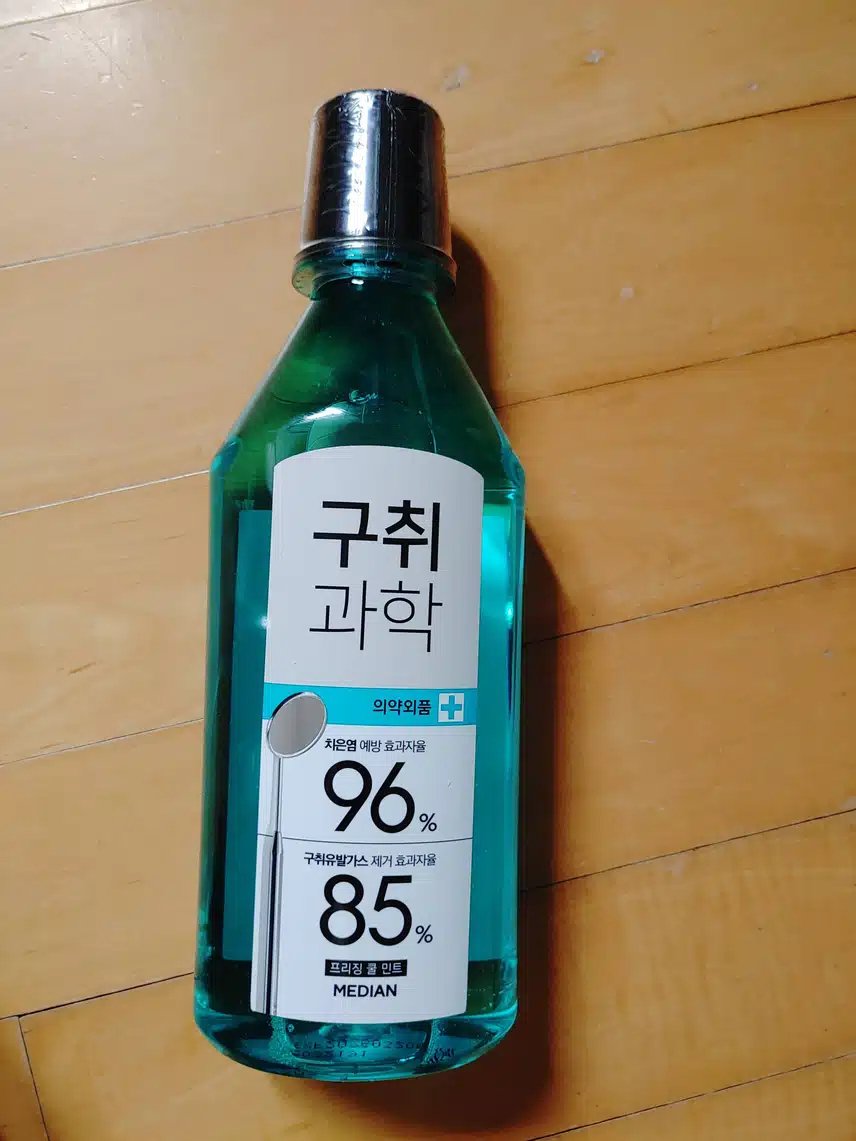 구취
과학
의약외품
치은염 예방 효과자율
96%
구취유발가스 제거 효과자율
85%
프리징 쿨 민트
MEDIAN